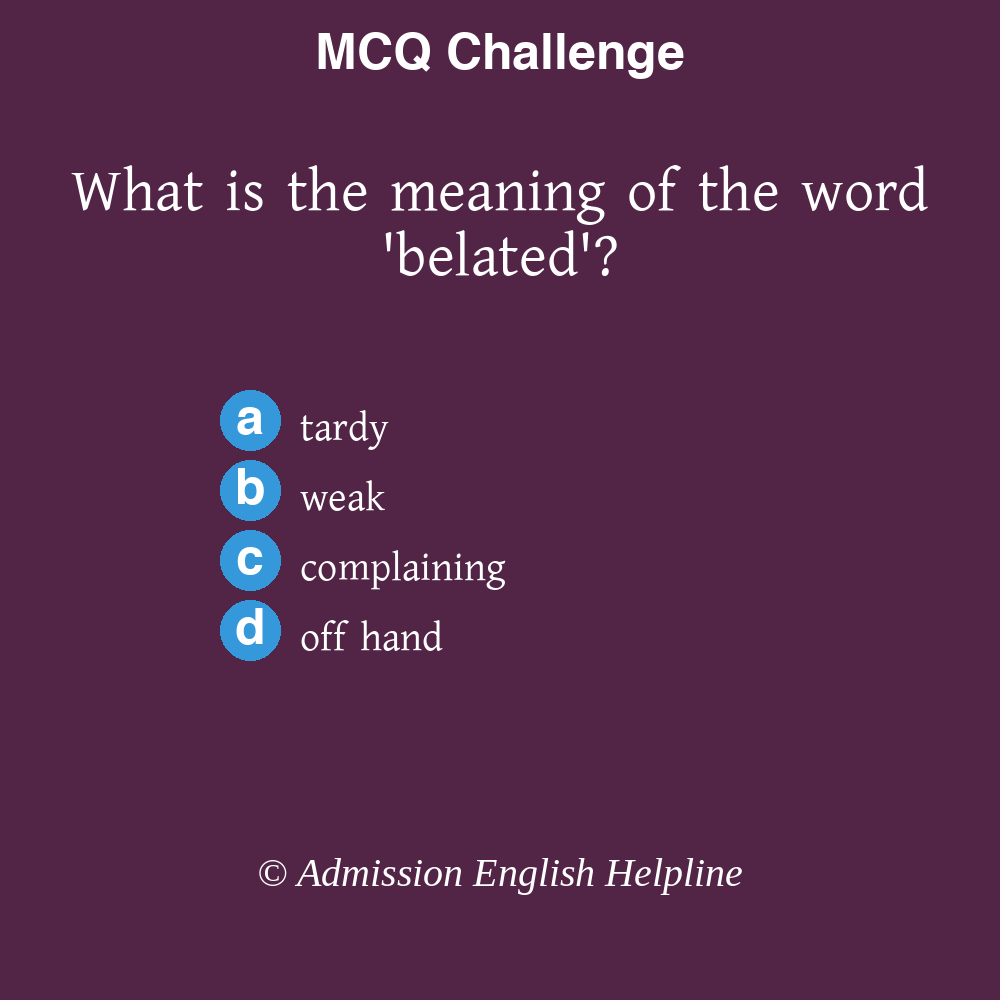 MCQ Challenge
What is the meaning of the word
'belated'?
a tardy
b weak
c complaining
d off hand
© Admission English Helpline